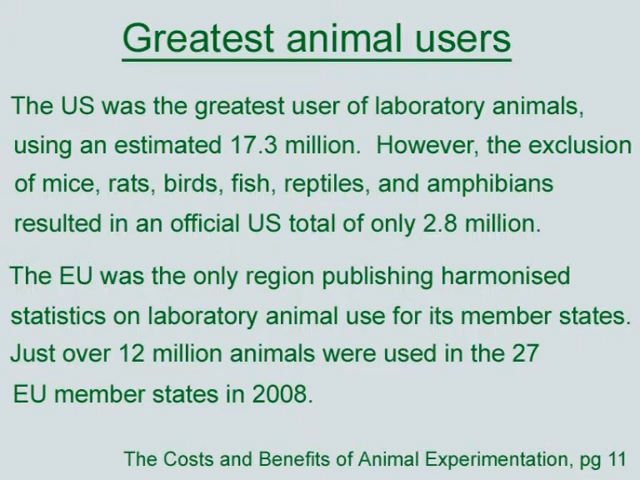 Greatest animal users
The US was the greatest user of laboratory animals,
using an estimated 17.3 million.  However, the exclusion
of mice, rats, birds, fish, reptiles, and amphibians
resulted in an official US total of only 2.8 million.
The EU was the only region publishing harmonised
statistics on laboratory animal use for its member states.
Just over 12 million animals were used in the 27
EU member states in 2008.
The Costs and Benefits of Animal Experimentation, pg 11